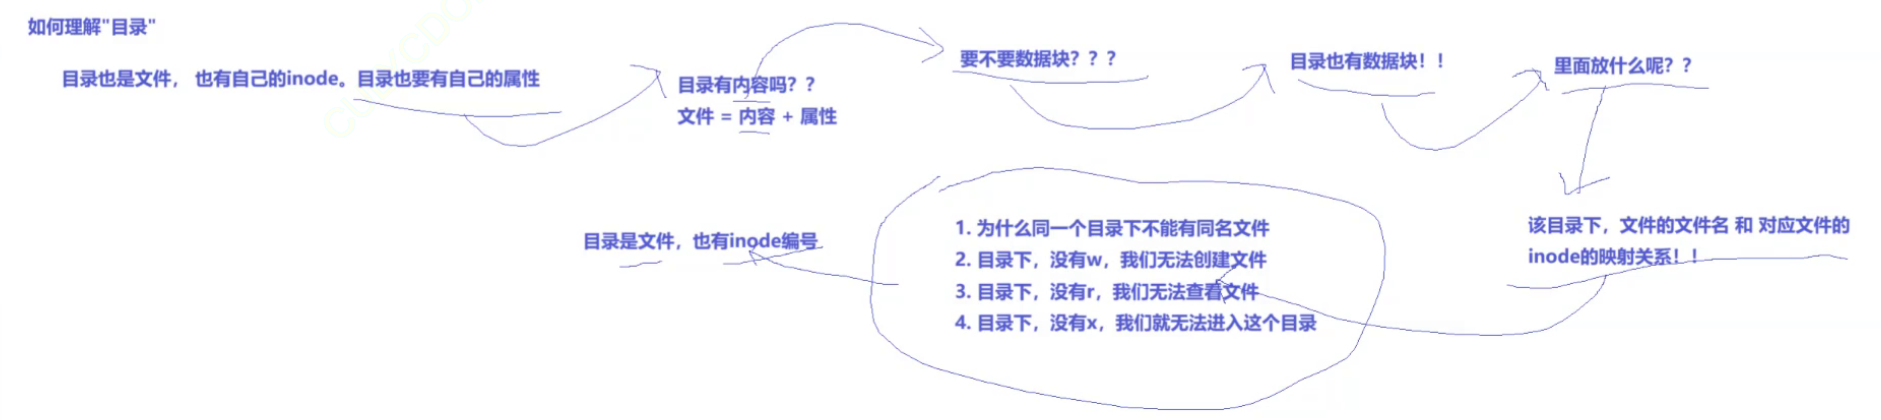 如何理解"目录"
目录也是文件， 也有自己的inode。目录也要有自己的属性
目录有内容吗？？
文件 = 内容 + 属性
要不要数据块？？？
目录也有数据块！！
里面放什么呢？？
该目录下，文件的文件名 和 对应文件的
inode的映射关系！！
1. 为什么同一个目录下不能有同名文件
2. 目录下，没有w，我们无法创建文件
3. 目录下，没有r，我们无法查看文件
4. 目录下，没有x，我们就无法进入这个目录
目录是文件，也有inode编号